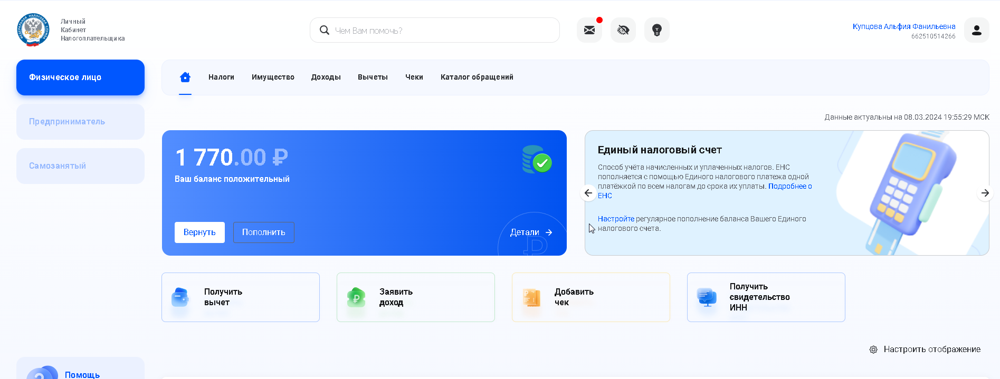 ФЕДЕРАЛЬНАЯ НАЛОГОВАЯ СЛУЖБА
Личный
Кабинет
Налогоплательщика
Чем Вам помочь?
Купцова Альфия Фанильевна
662510514266
Физическое лицо
Предприниматель
Самозанятый
Налоги
Имущество
Доходы
Вычеты
Чеки
Каталог обращений
Данные актуальны на 08.03.2024 19:55:29 МСК
1 770.00 ₽
Ваш баланс положительный
Вернуть
Пополнить
Детали
₽
Единый налоговый счет
Способ учёта начисленных и уплаченных налогов. ЕНС
пополняется с помощью Единого налогового платежа одной
платёжкой по всем налогам до срока их уплаты. Подробнее о
ЕНС
Настройте регулярное пополнение баланса Вашего Единого
налогового счета.
Получить
вычет
Заявить
доход
Добавить
чек
Получить
свидетельство
ИНН
Настроить отображение
Помощь